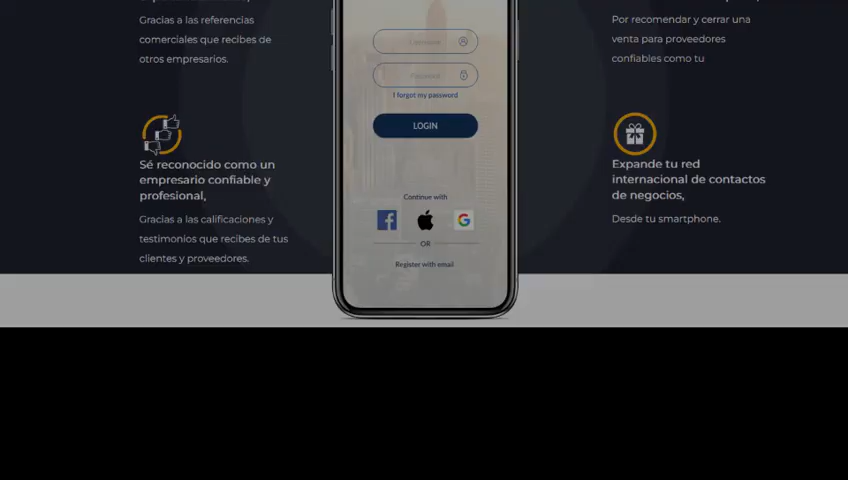 Gracias a las referencias
comerciales que recibes de
otros empresarios.
Sé reconocido como un
empresario confiable y
profesional,
Gracias a las calificaciones y
testimonios que recibes de tus
clientes y proveedores.
I forgot my password
LOGIN
Continue with
OR
Register with email
Por recomendar y cerrar una
venta para proveedores
confiables como tu
Expande tu red
internacional de contactos
de negocios,
Desde tu smartphone.